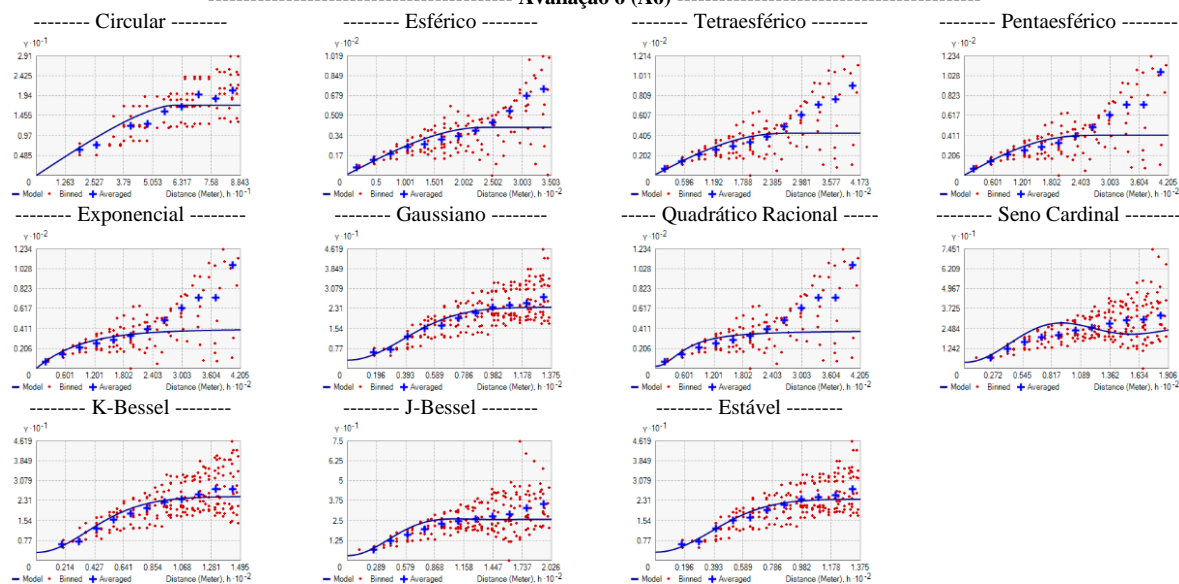 Avaliação 6 (A6)
-------- Circular -------
-------- Esférico --------
-------- Tetraesférico --------
-------- Pentaesférico --------
γ·10⁻¹
2.91
2.425
1.94
1.455
0.97
0.485
0 1.263 2.527 3.79 5.053 6.317 7.58 8.843
Model Binned Averaged Distance (Meter), h·10⁻¹
γ·10⁻²
1.019
0.849
0.679
0.509
0.34
0.17
0 0.5 1.001 1.501 2.002 2.502 3.003 3.503
Model Binned Averaged Distance (Meter), h·10⁻²
γ·10⁻²
1.214
1.011
0.809
0.607
0.405
0.202
0 0.596 1.192 1.788 2.385 2.981 3.577 4.173
Model Binned Averaged Distance (Meter), h·10⁻²
γ·10⁻²
1.234
1.028
0.823
0.617
0.411
0.206
0 0.601 1.201 1.802 2.403 3.003 3.604 4.205
Model Binned Averaged Distance (Meter), h·10⁻²
-------- Exponencial --------
Gaussiano --------
----- Quadrático Racional -----
-------- Seno Cardinal --------
γ·10⁻²
1.234
1.028
0.823
0.617
0.411
0.206
0 0.601 1.201 1.802 2.403 3.003 3.604 4.205
Model Binned Averaged Distance (Meter), h·10⁻²
γ·10⁻¹
4.619
3.849
3.079
2.31
1.54
0.77
0 0.196 0.393 0.589 0.786 0.982 1.178 1.375
Model Binned Averaged Distance (Meter), h·10⁻²
γ·10⁻²
1.234
1.028
0.823
0.617
0.411
0.206
0 0.601 1.201 1.802 2.403 3.003 3.604 4.205
Model Binned Averaged Distance (Meter), h·10⁻²
γ·10⁻¹
7.451
6.209
4.967
3.725
2.484
1.242
0 0.272 0.545 0.817 1.089 1.362 1.634 1.906
Model Binned Averaged Distance (Meter), h·10⁻²
-------- K-Bessel --------
-------- J-Bessel --------
-------- Estável --------
γ·10⁻¹
4.619
3.849
3.079
2.31
1.54
0.77
0 0.214 0.427 0.641 0.854 1.068 1.281 1.495
Model Binned Averaged Distance (Meter), h·10⁻²
γ·10⁻¹
7.5
6.25
5
3.75
2.5
1.25
0 0.289 0.579 0.868 1.158 1.447 1.737 2.026
Model Binned Averaged Distance (Meter), h·10⁻²
γ·10⁻¹
4.619
3.849
3.079
2.31
1.54
0.77
0 0.196 0.393 0.589 0.786 0.982 1.178 1.375
Model Binned Averaged Distance (Meter), h·10⁻²